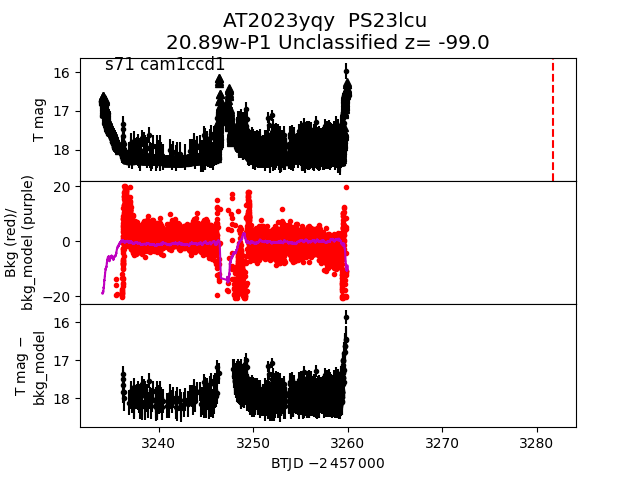 AT2023yqy  PS23lcu
20.89w-P1 Unclassified z= -99.0
s71 cam1ccd1
16
17
18
T mag
20
0
−20
Bkg (red)/
bkg_model (purple)
16
17
18
T mag −
bkg_model
3240
3250
3260
3270
3280
BTJD −2 457 000